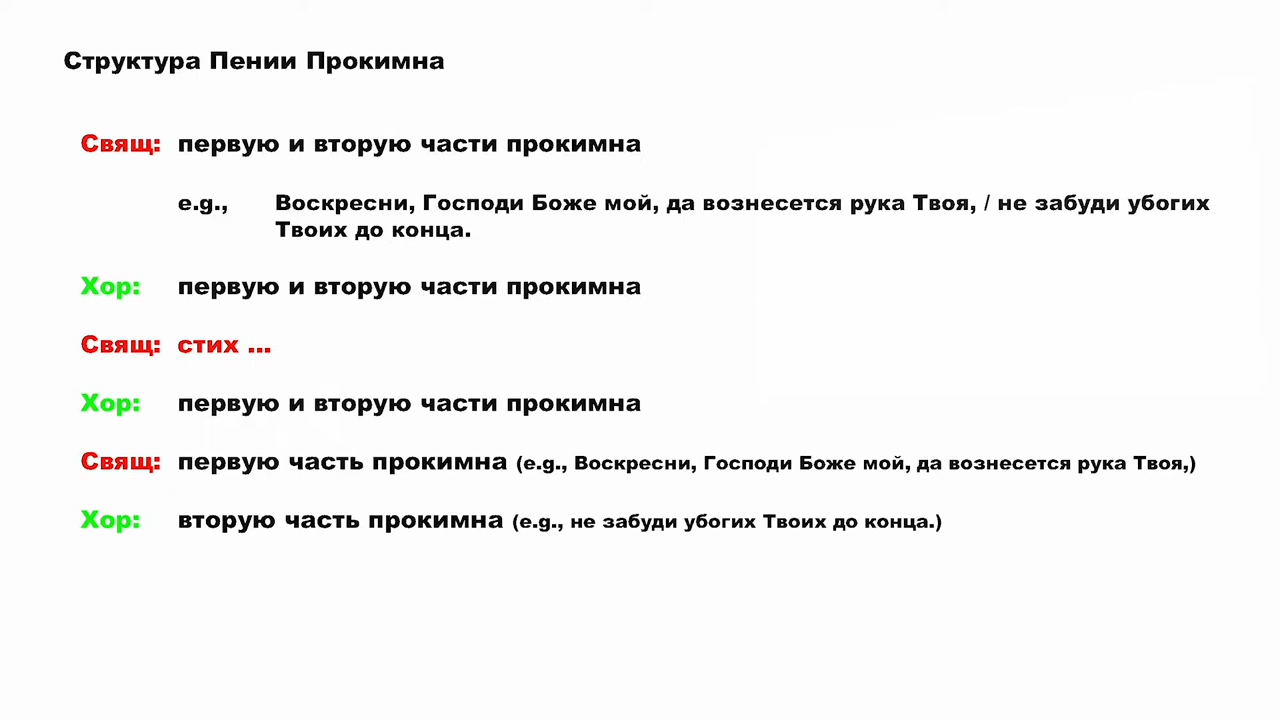 Структура Пении Прокимна
Свящ: первую и вторую части прокимна
e.g., Воскресни, Господи Боже мой, да вознесется рука Твоя, / не забуди убогих
Твоих до конца.
Хор: первую и вторую части прокимна
Свящ: стих ...
Хор: первую и вторую части прокимна
Свящ: первую часть прокимна (e.g., Воскресни, Господи Боже мой, да вознесется рука Твоя,)
Хор: вторую часть прокимна (e.g., не забуди убогих Твоих до конца.)